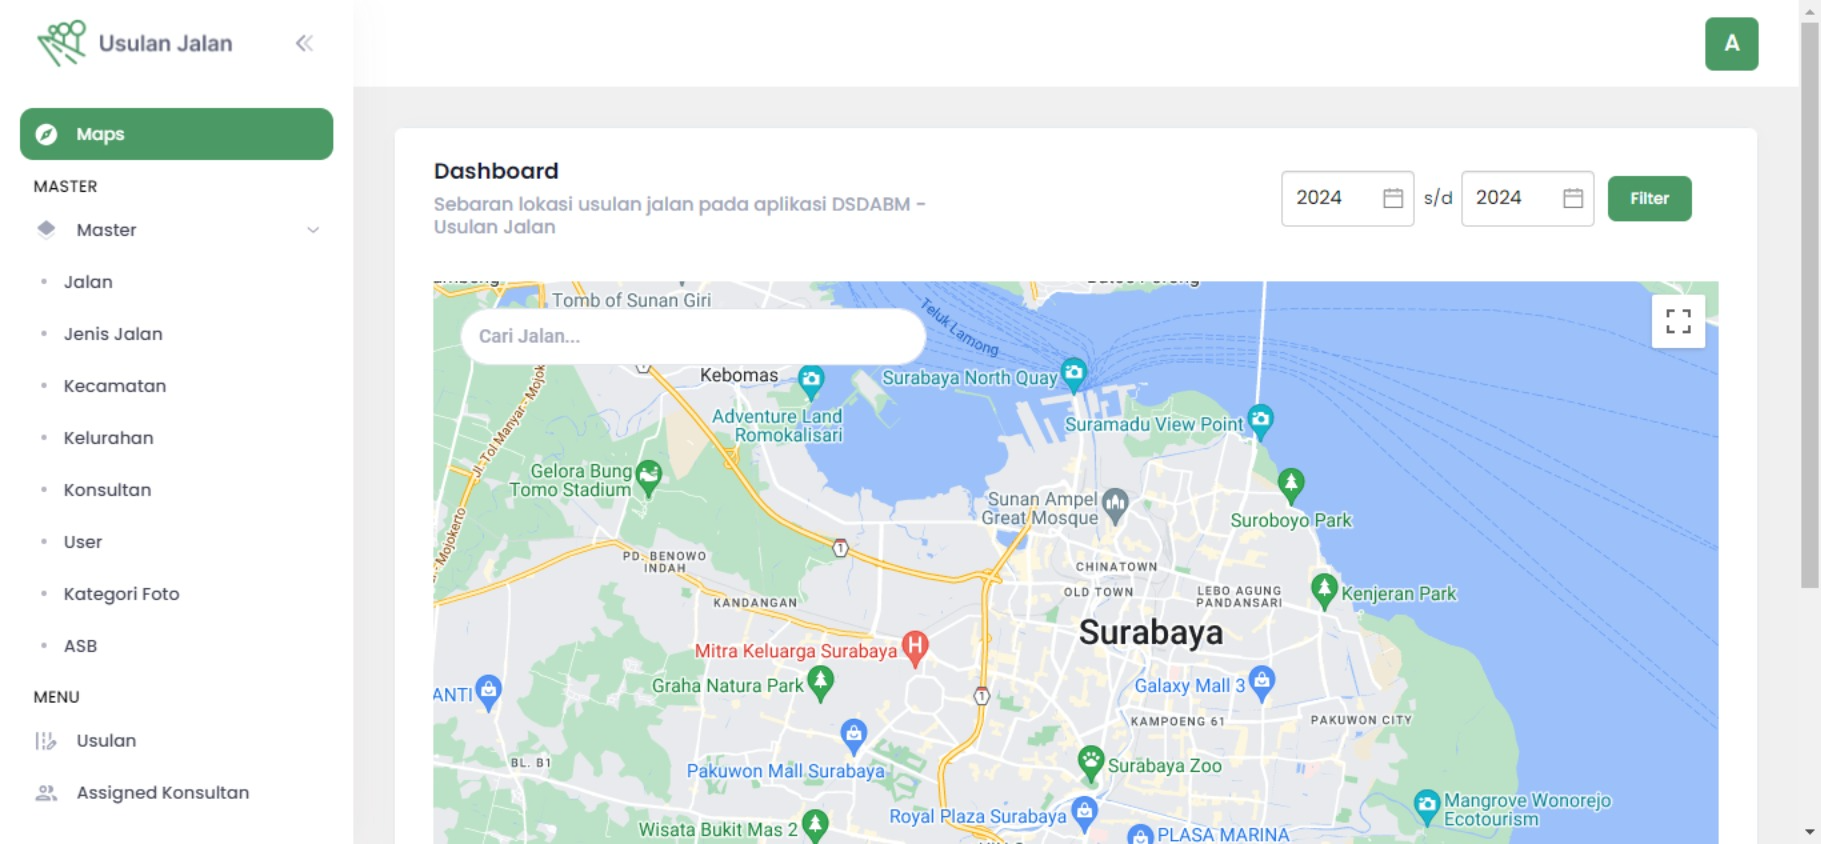 Usulan Jalan
A
Maps
MASTER
Master
Jalan
Jenis Jalan
Kecamatan
Kelurahan
Konsultan
User
Kategori Foto
ASB
MENU
Usulan
Assigned Konsultan
Dashboard
Sebaran lokasi usulan jalan pada aplikasi DSDABM -
Usulan Jalan
2024 s/d 2024 Filter
Tomb of Sunan Giri
Cari Jalan...
Teluk Lamong
Kebomas
Surabaya North Quay
Adventure Land
Romokalisari
Suramadu View Point
Jl. Tol Manyar - Mojok
Gelora Bung
Tomo Stadium
Sunan Ampel
Great Mosque
Suroboyo Park
Mojokerto
1
PD. BENOWO
INDAH
CHINATOWN
OLD TOWN
LEBO AGUNG
PANDANSARI
Kenjeran Park
KANDANGAN
Surabaya
Mitra Keluarga Surabaya
H
Graha Natura Park
ANTI
1
Galaxy Mall 3
KAMPOENG 61
PAKUWON CITY
BL. B1
Pakuwon Mall Surabaya
Surabaya Zoo
Mangrove Wonorejo
Ecotourism
Royal Plaza Surabaya
Wisata Bukit Mas 2
PLASA MARINA